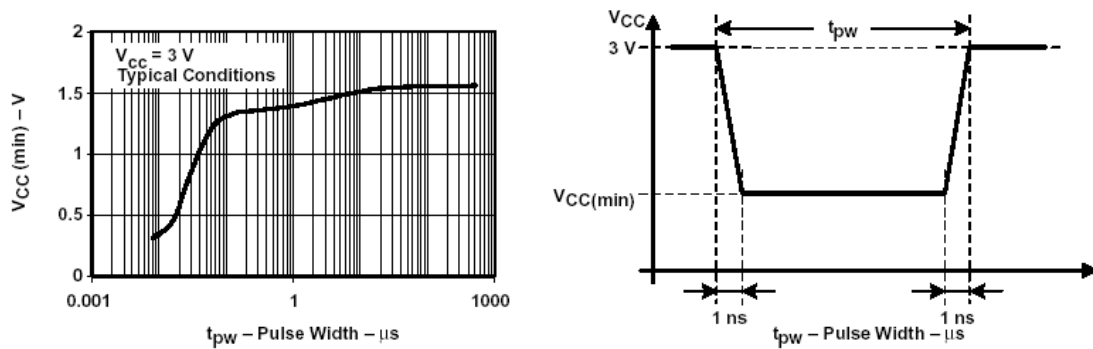 2
V_CC = 3 V
Typical Conditions
1.5
1
0.5
0
V_CC (min) – V
0.001
1
1000
t_pw – Pulse Width – μs
V_CC
3 V
t_pw
V_CC(min)
1 ns
1 ns
t_pw – Pulse Width – μs